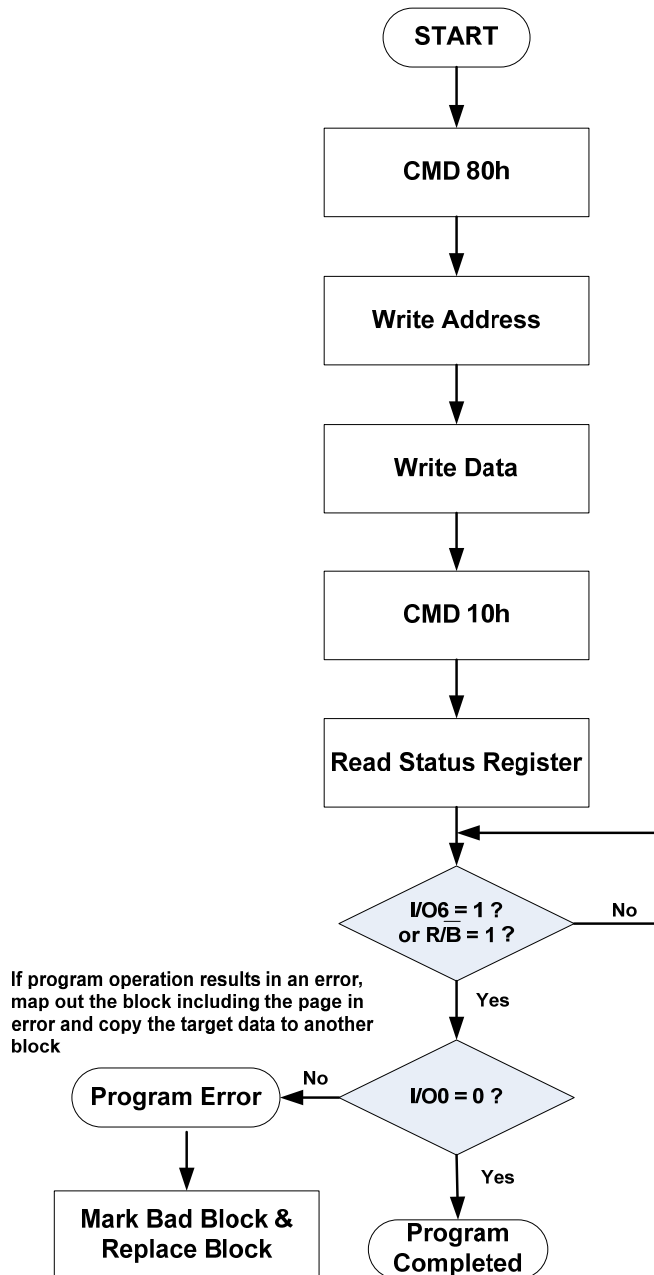 START
CMD 80h
Write Address
Write Data
CMD 10h
Read Status Register
I/O6 = 1 ?
or R/B̅ = 1 ?
No
Yes
If program operation results in an error,
map out the block including the page in
error and copy the target data to another
block
I/O0 = 0 ?
No
Program Error
Yes
Mark Bad Block &
Replace Block
Program
Completed